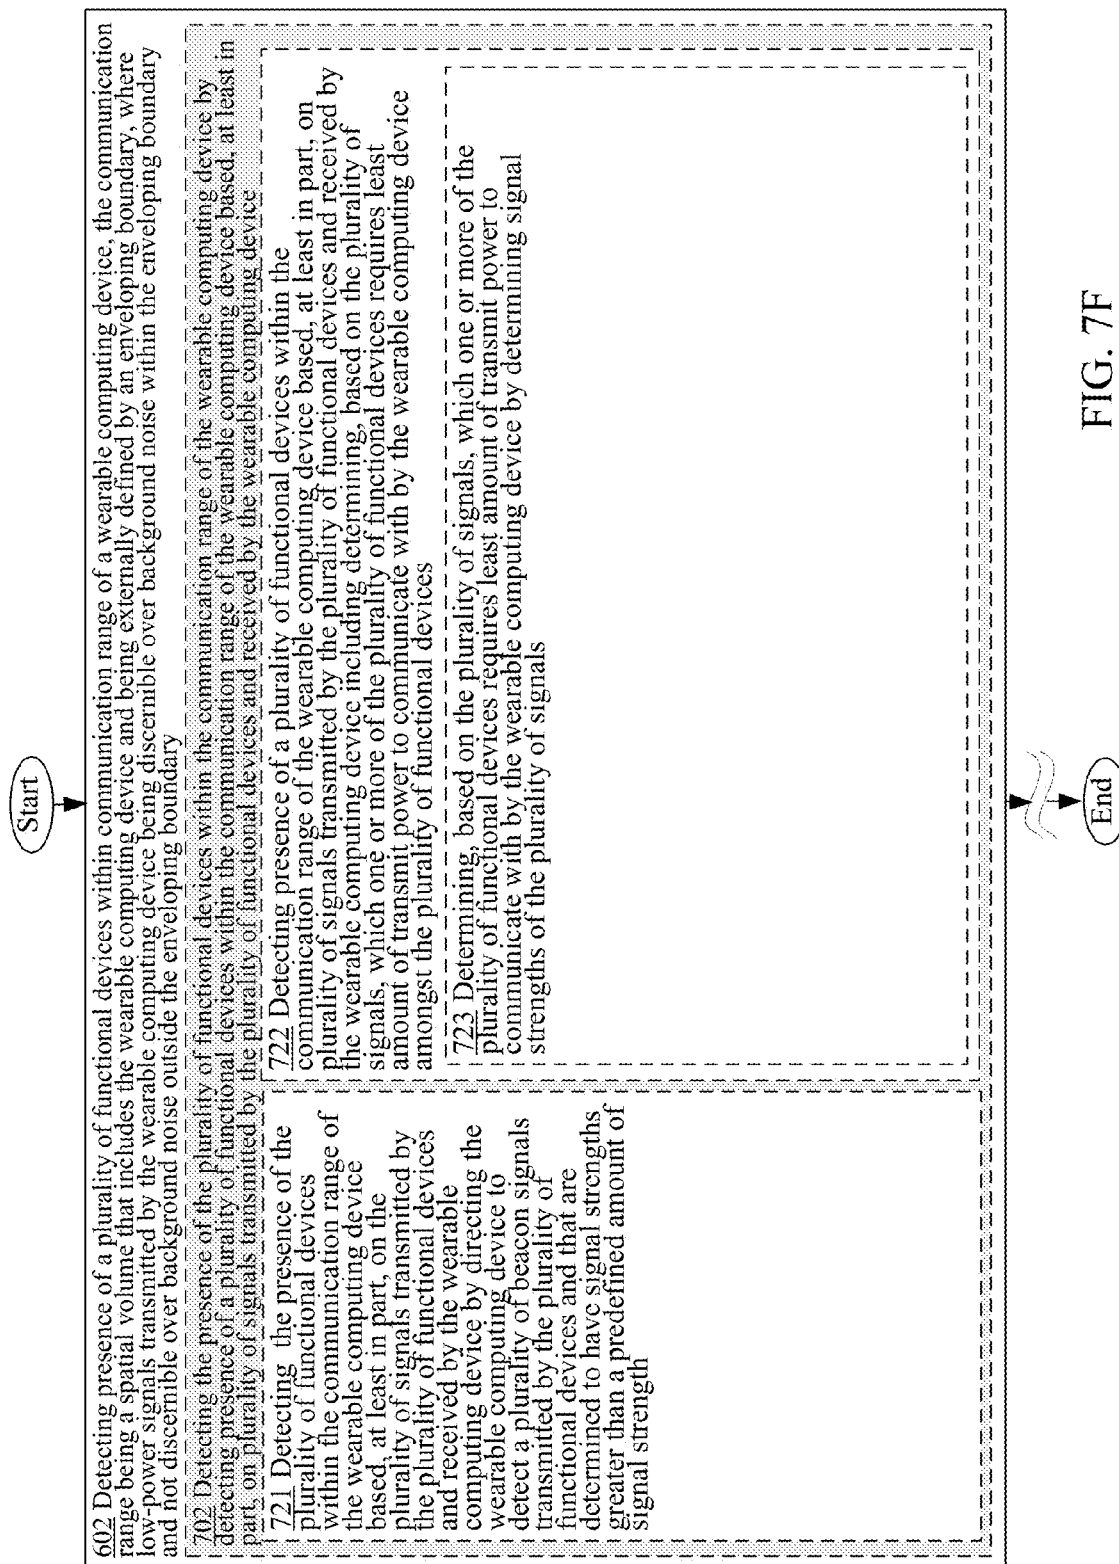 Start
602 Detecting presence of a plurality of functional devices within communication range of a wearable computing device, the communication
range being a spatial volume that includes the wearable computing device and being externally defined by an enveloping boundary, where
low-power signals transmitted by the wearable computing device being discernible over background noise within the enveloping boundary
and not discernible over background noise outside the enveloping boundary
702 Detecting the presence of the plurality of functional devices within the communication range of the wearable computing device by
detecting presence of a plurality of functional devices within the communication range of the wearable computing device based, at least in
part, on plurality of signals transmitted by the plurality of functional devices and received by the wearable computing device
721 Detecting the presence of the
plurality of functional devices
within the communication range of
the wearable computing device
based, at least in part, on the
plurality of signals transmitted by
the plurality of functional devices
and received by the wearable
computing device by directing the
wearable computing device to
detect a plurality of beacon signals
transmitted by the plurality of
functional devices and that are
determined to have signal strengths
greater than a predefined amount of
signal strength
722 Detecting presence of a plurality of functional devices within the
communication range of the wearable computing device based, at least in part, on
plurality of signals transmitted by the plurality of functional devices and received by
the wearable computing device including determining, based on the plurality of
signals, which one or more of the plurality of functional devices requires least
amount of transmit power to communicate with by the wearable computing device
amongst the plurality of functional devices
723 Determining, based on the plurality of signals, which one or more of the
plurality of functional devices requires least amount of transmit power to
communicate with by the wearable computing device by determining signal
strengths of the plurality of signals
End
FIG. 7F